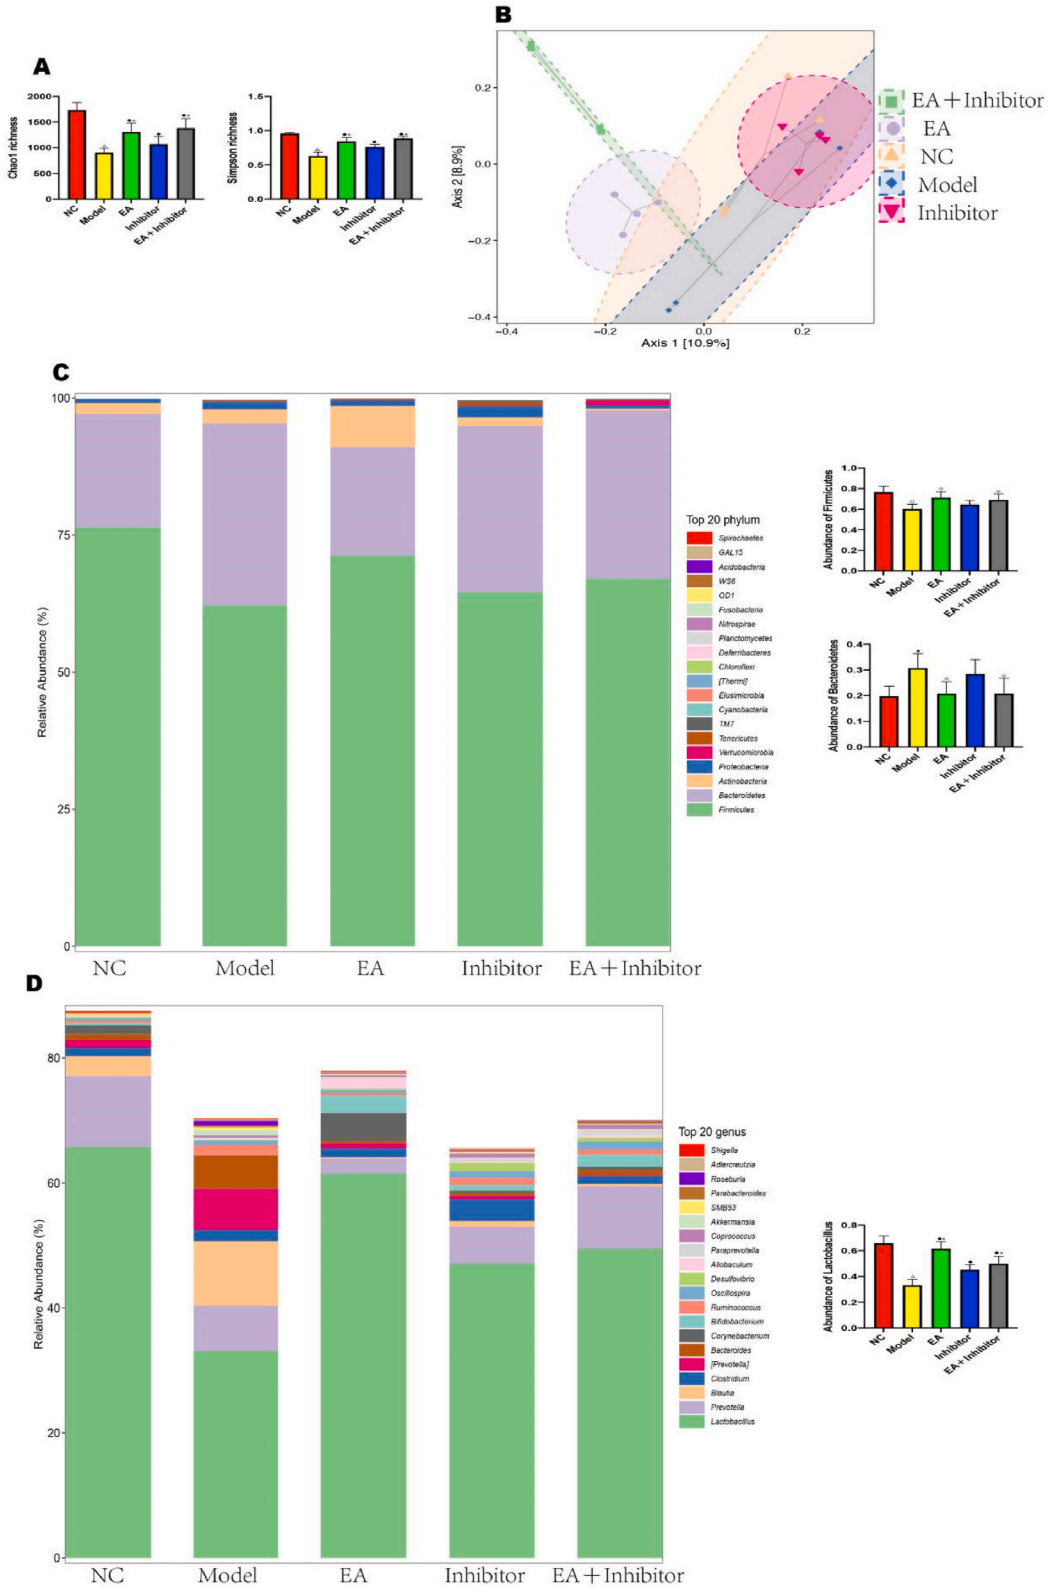 A
Chao1 richness
2000
1500
1000
500
0
NC
Model
EA
Inhibitor
EA+Inhibitor
Simpson richness
1.5
1.0
0.5
0.0
NC
Model
EA
Inhibitor
EA+Inhibitor
B
Axis 2 [8.9%]
0.2
0.0
−0.2
−0.4
−0.4
−0.2
0.0
0.2
Axis 1 [10.9%]
EA+Inhibitor
EA
NC
Model
Inhibitor
C
Relative Abundance (%)
100
75
50
25
0
NC
Model
EA
Inhibitor
EA+Inhibitor
Top 20 phylum
Spirochaetes
GAL15
Acidobacteria
WS6
OD1
Fusobacteria
Nitrospirae
Planctomycetes
Deferribacteres
Chloroflexi
[Thermi]
Elusimicrobia
Cyanobacteria
TM7
Tenericutes
Verrucomicrobia
Proteobacteria
Actinobacteria
Bacteroidetes
Firmicutes
Abundance of Firmicutes
1.0
0.8
0.6
0.4
0.2
0.0
NC
Model
EA
Inhibitor
EA+Inhibitor
Abundance of Bacteroidetes
0.4
0.3
0.2
0.1
0.0
NC
Model
EA
Inhibitor
EA+Inhibitor
D
Relative Abundance (%)
80
60
40
20
0
NC
Model
EA
Inhibitor
EA+Inhibitor
Top 20 genus
Shigella
Adlercreutzia
Roseburia
Parabacteroides
SMB53
Akkermansia
Coprococcus
Paraprevotella
Allobaculum
Desulfovibrio
Oscillospira
Ruminococcus
Bifidobacterium
Corynebacterium
Bacteroides
[Prevotella]
Clostridium
Blautia
Prevotella
Lactobacillus
Abundance of Lactobacillus
0.8
0.6
0.4
0.2
0.0
NC
Model
EA
Inhibitor
EA+Inhibitor